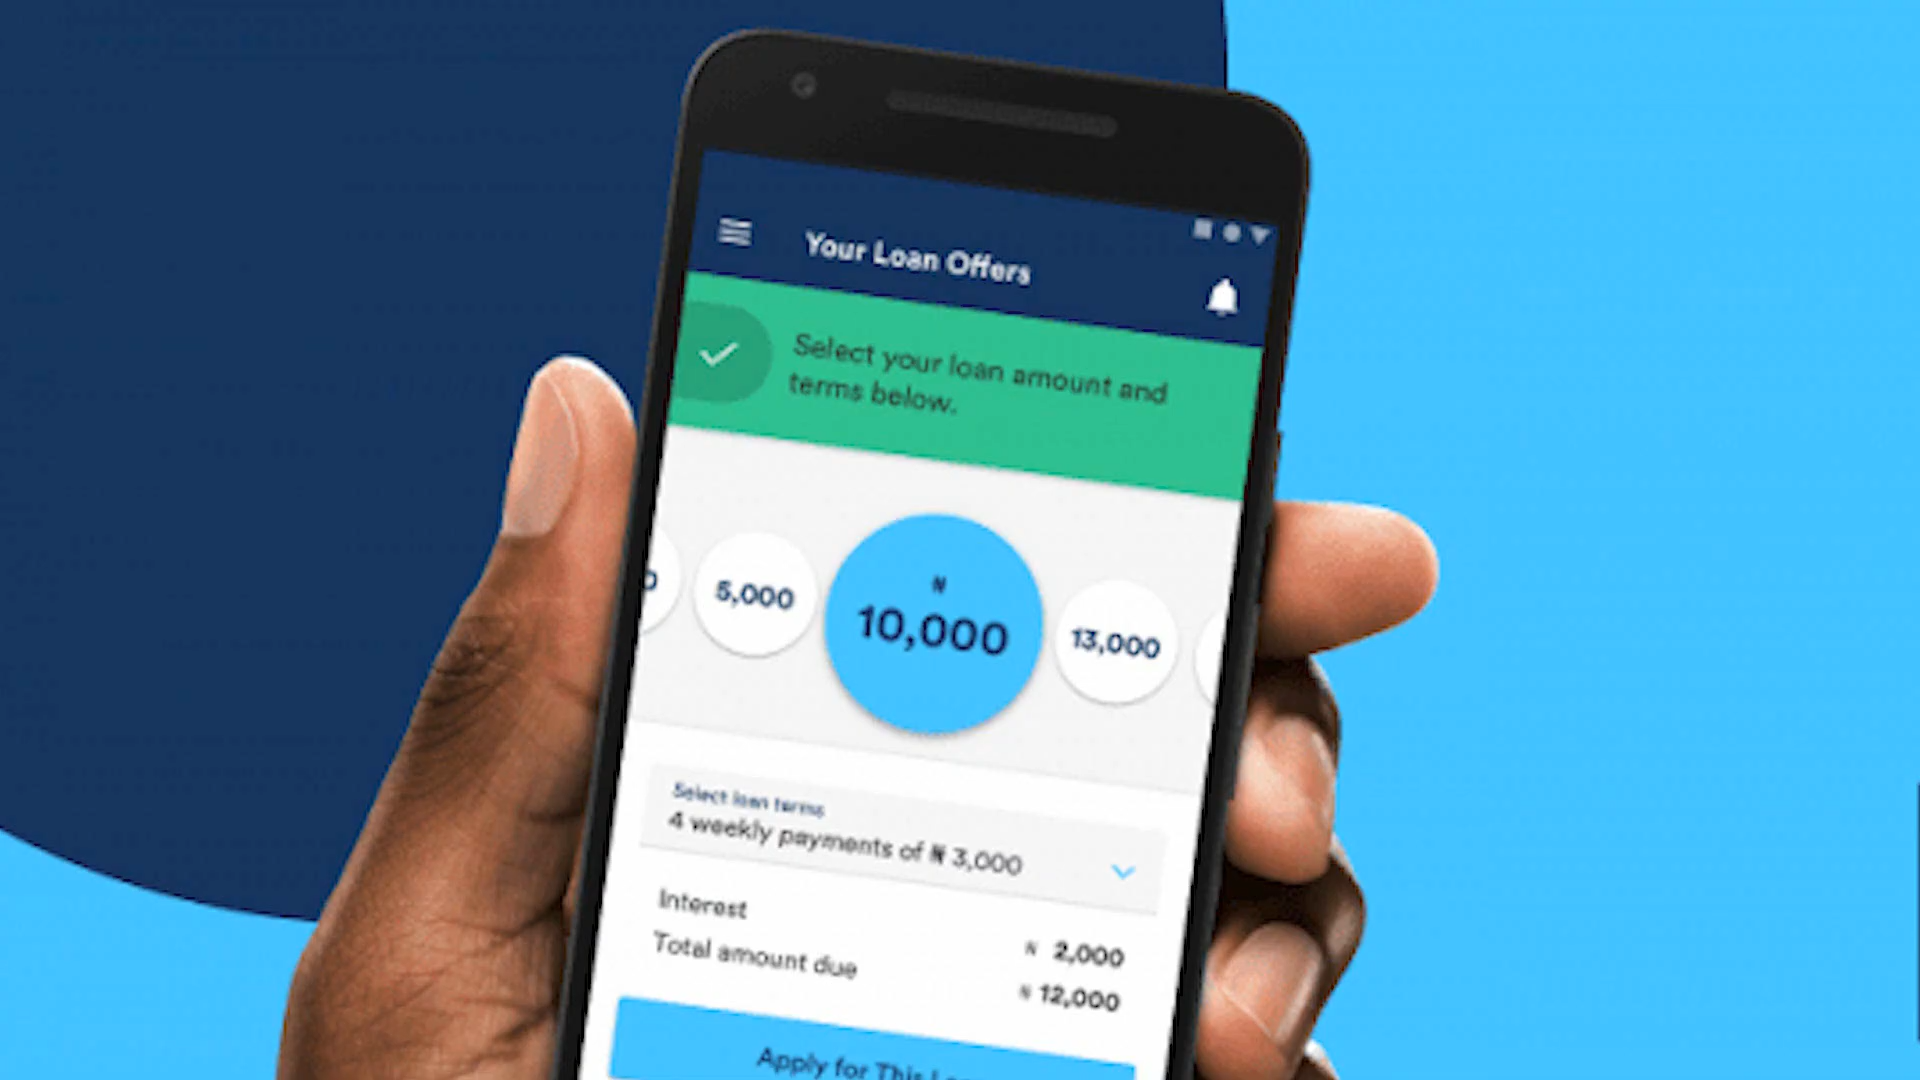 Your Loan Offers
Select your loan amount and
terms below.
5,000
₦
10,000
13,000
Select loan terms
4 weekly payments of ₦ 3,000
Interest
₦ 2,000
Total amount due
₦ 12,000
Apply for This